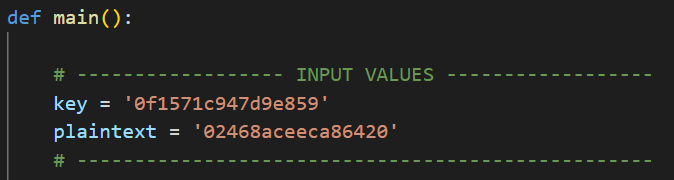 def main():
# ------------------ INPUT VALUES ------------------
key = '0f1571c947d9e859'
plaintext = '02468aceeca86420'
# --------------------------------------------------